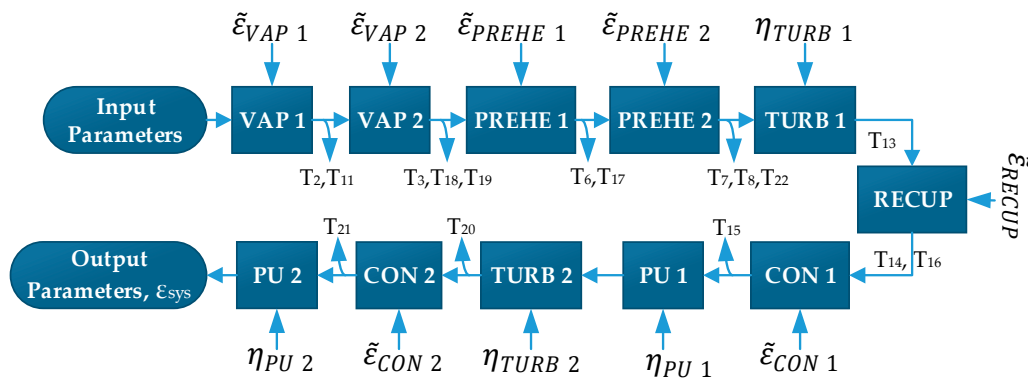 ε̃VAP 1 ε̃VAP 2 ε̃PREHE 1 ε̃PREHE 2 ηTURB 1
Input
Parameters
VAP 1 VAP 2 PREHE 1 PREHE 2 TURB 1
T13
T2,T11 T3,T18,T19 T6,T17 T7,T8,T22
RECUP
ε̃RECUP
T14, T16
T21 T20 T15
Output
Parameters, εsys
PU 2 CON 2 TURB 2 PU 1 CON 1
ηPU 2 ε̃CON 2 ηTURB 2 ηPU 1 ε̃CON 1